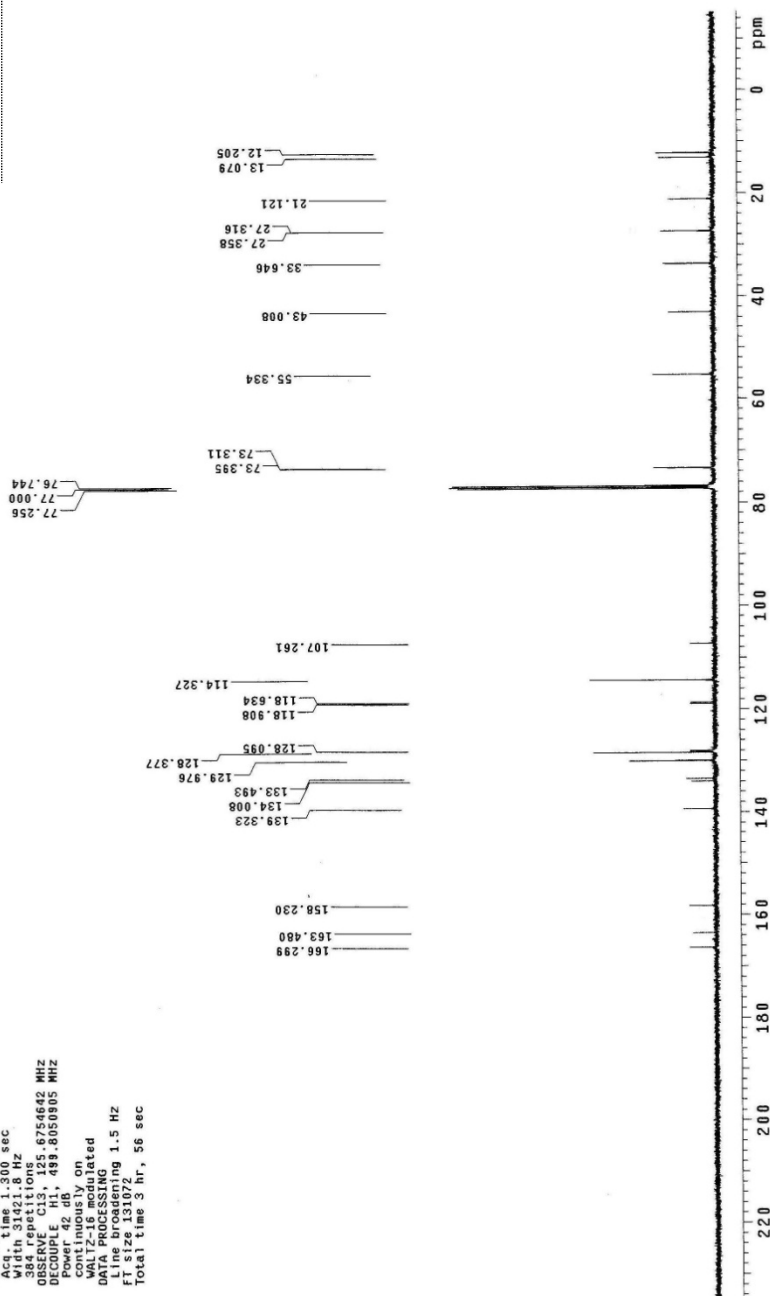 Acq. time 1.300 sec
Width 31421.8 Hz
384 repetitions
OBSERVE C13, 125.6754642 MHz
DECOUPLE H1, 499.8050905 MHz
Power 42 dB
continuously on
WALTZ-16 modulated
DATA PROCESSING
Line broadening 1.5 Hz
FT size 131072
Total time 3 hr, 56 sec
166.299
163.480
158.230
139.323
134.008
133.493
129.976
128.377
128.095
118.908
118.634
114.327
107.261
77.256
77.000
76.744
73.395
73.311
55.334
43.008
33.646
27.358
27.316
21.121
13.079
12.205
220 200 180 160 140 120 100 80 60 40 20 0 ppm